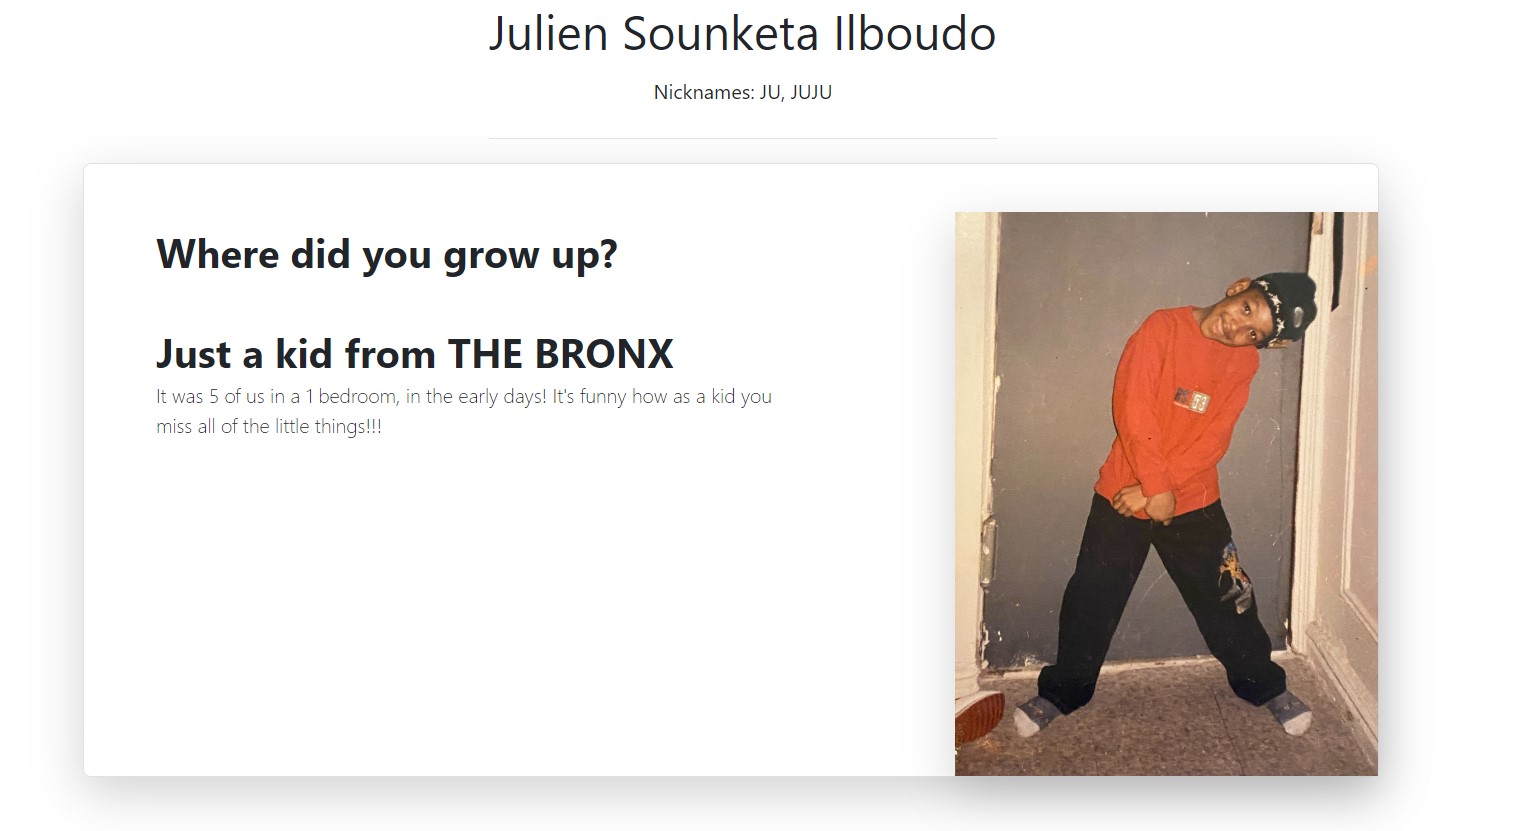 Julien Sounketa Ilboudo
Nicknames: JU, JUJU
Where did you grow up?
Just a kid from THE BRONX
It was 5 of us in a 1 bedroom, in the early days! It's funny how as a kid you
miss all of the little things!!!